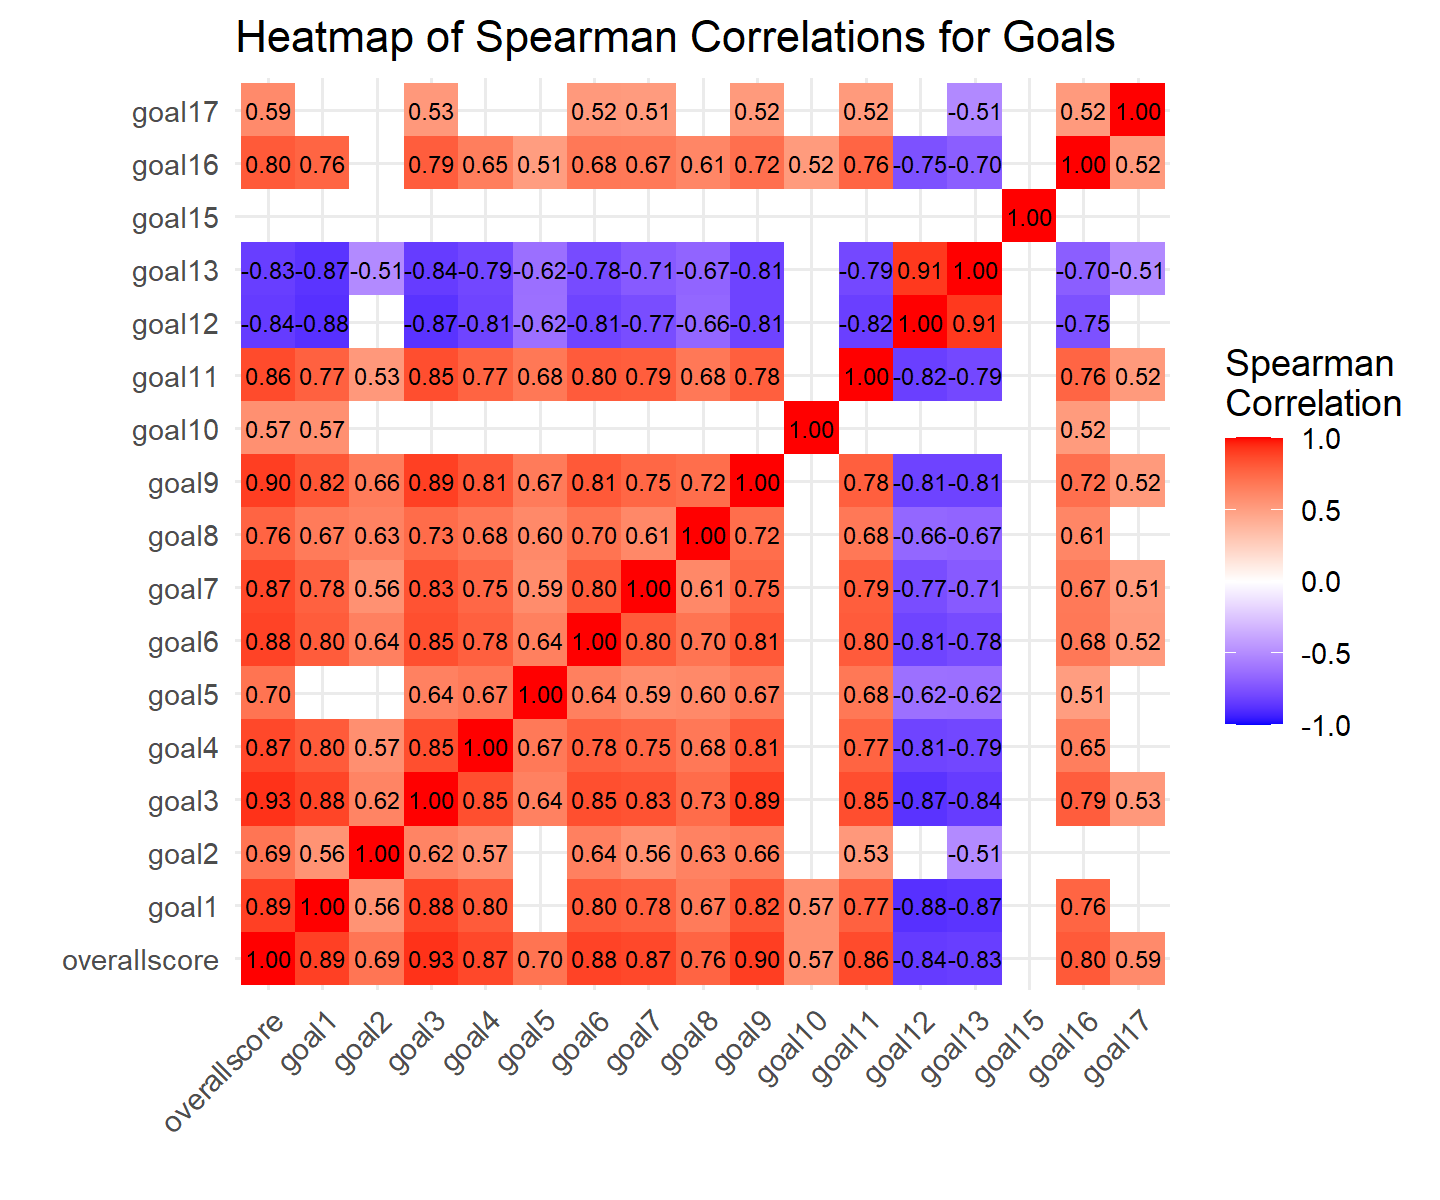 Heatmap of Spearman Correlations for Goals
goal17 0.59 0.53 0.52 0.51 0.52 0.52 -0.51 0.52 1.00
goal16 0.80 0.76 0.79 0.65 0.51 0.68 0.67 0.61 0.72 0.52 0.76 -0.75 -0.70 1.00 0.52
goal15 1.00
goal13 -0.83 -0.87 -0.51 -0.84 -0.79 -0.62 -0.78 -0.71 -0.67 -0.81 -0.79 0.91 1.00 -0.70 -0.51
goal12 -0.84 -0.88 -0.87 -0.81 -0.62 -0.81 -0.77 -0.66 -0.81 -0.82 1.00 0.91 -0.75
goal11 0.86 0.77 0.53 0.85 0.77 0.68 0.80 0.79 0.68 0.78 1.00 -0.82 -0.79 0.76 0.52
goal10 0.57 0.57 1.00 0.52
goal9 0.90 0.82 0.66 0.89 0.81 0.67 0.81 0.75 0.72 1.00 0.78 -0.81 -0.81 0.72 0.52
goal8 0.76 0.67 0.63 0.73 0.68 0.60 0.70 0.61 1.00 0.72 0.68 -0.66 -0.67 0.61
goal7 0.87 0.78 0.56 0.83 0.75 0.59 0.80 1.00 0.61 0.75 0.79 -0.77 -0.71 0.67 0.51
goal6 0.88 0.80 0.64 0.85 0.78 0.64 1.00 0.80 0.70 0.81 0.80 -0.81 -0.78 0.68 0.52
goal5 0.70 0.64 0.67 1.00 0.64 0.59 0.60 0.67 0.68 -0.62 -0.62 0.51
goal4 0.87 0.80 0.57 0.85 1.00 0.67 0.78 0.75 0.68 0.81 0.77 -0.81 -0.79 0.65
goal3 0.93 0.88 0.62 1.00 0.85 0.64 0.85 0.83 0.73 0.89 0.85 -0.87 -0.84 0.79 0.53
goal2 0.69 0.56 1.00 0.62 0.57 0.64 0.56 0.63 0.66 0.53 -0.51
goal1 0.89 1.00 0.56 0.88 0.80 0.80 0.78 0.67 0.82 0.57 0.77 -0.88 -0.87 0.76
overallscore 1.00 0.89 0.69 0.93 0.87 0.70 0.88 0.87 0.76 0.90 0.57 0.86 -0.84 -0.83 0.80 0.59
overallscore goal1 goal2 goal3 goal4 goal5 goal6 goal7 goal8 goal9 goal10 goal11 goal12 goal13 goal15 goal16 goal17
Spearman
Correlation
1.0
0.5
0.0
-0.5
-1.0